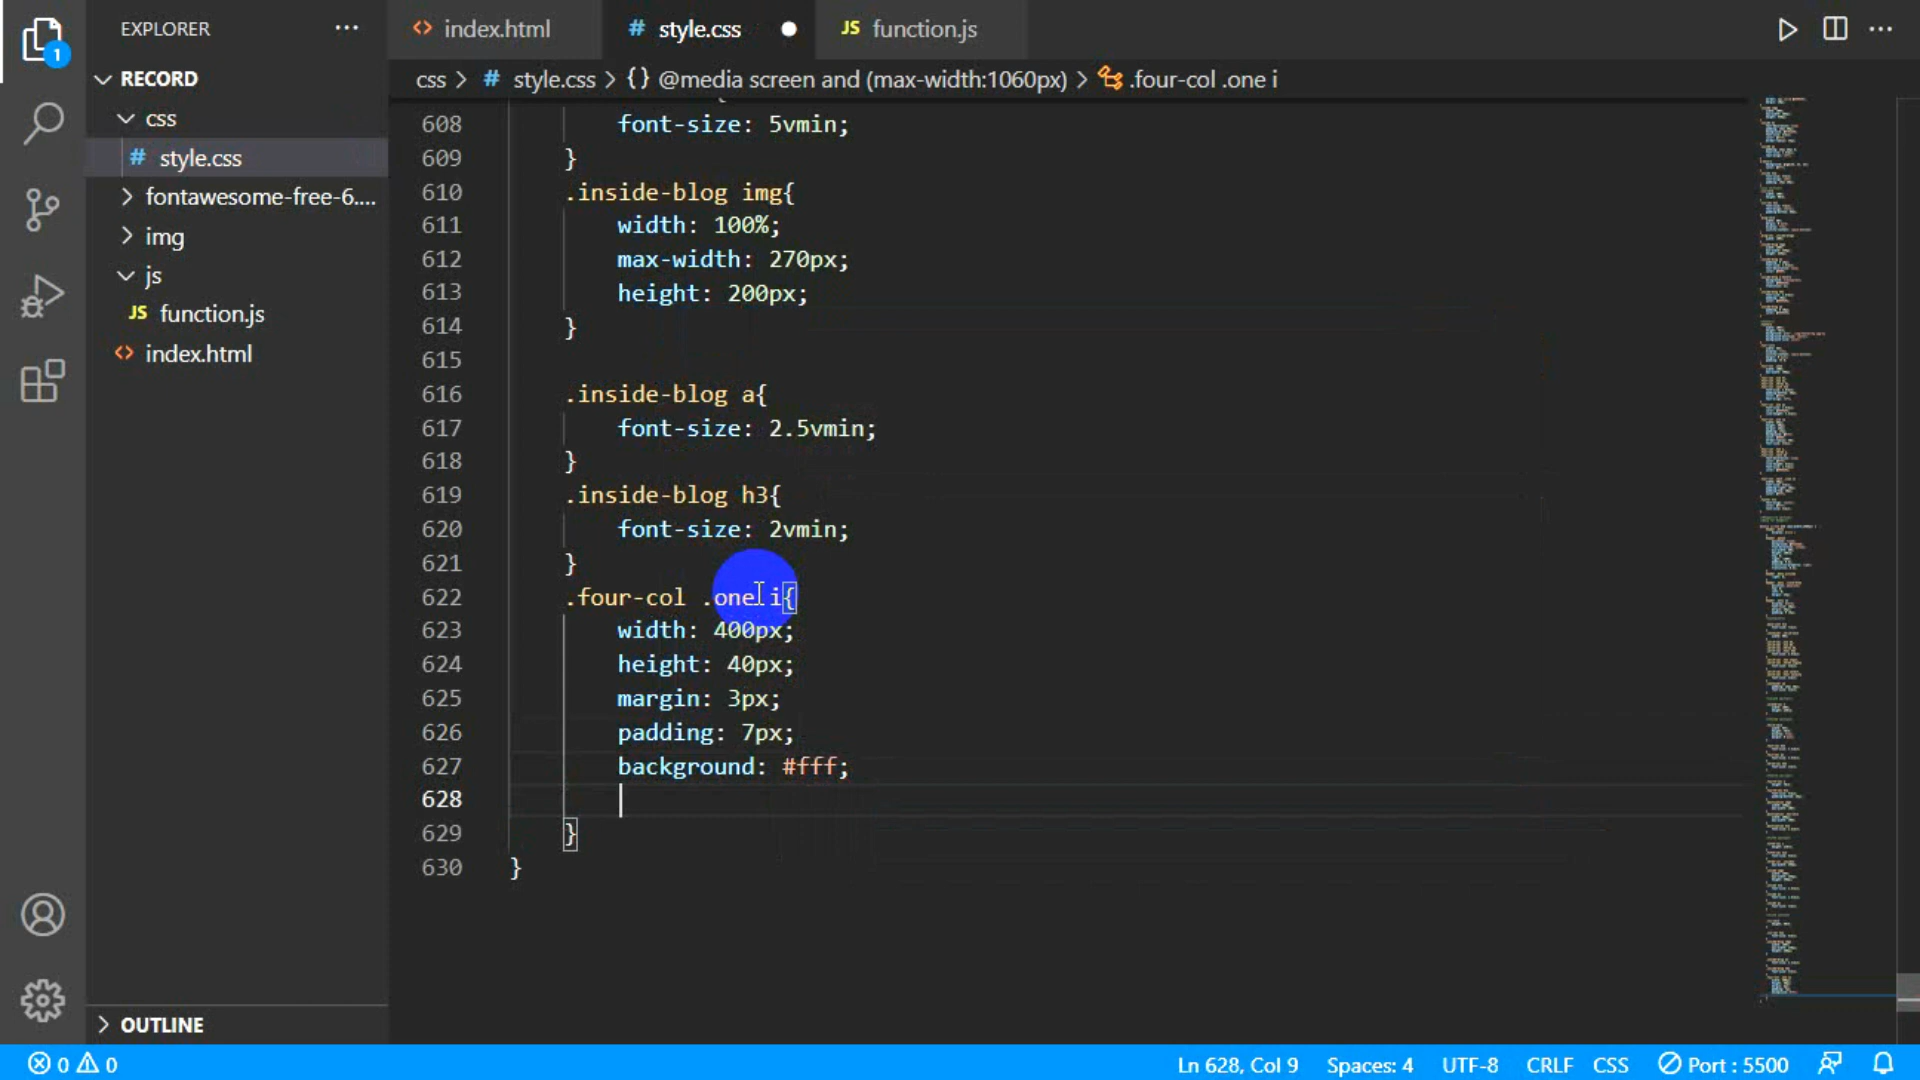 EXPLORER ···
<> index.html # style.css JS function.js
RECORD
css > # style.css > {} @media screen and (max-width:1060px) > .four-col .one i
css
# style.css
fontawesome-free-6....
img
js
JS function.js
<> index.html
608 font-size: 5vmin;
609 }
610 .inside-blog img{
611 width: 100%;
612 max-width: 270px;
613 height: 200px;
614 }
615
616 .inside-blog a{
617 font-size: 2.5vmin;
618 }
619 .inside-blog h3{
620 font-size: 2vmin;
621 }
622 .four-col .one i{
623 width: 400px;
624 height: 40px;
625 margin: 3px;
626 padding: 7px;
627 background: #fff;
628
629 }
630 }
1
OUTLINE
0 0 Ln 628, Col 9 Spaces: 4 UTF-8 CRLF CSS Port : 5500